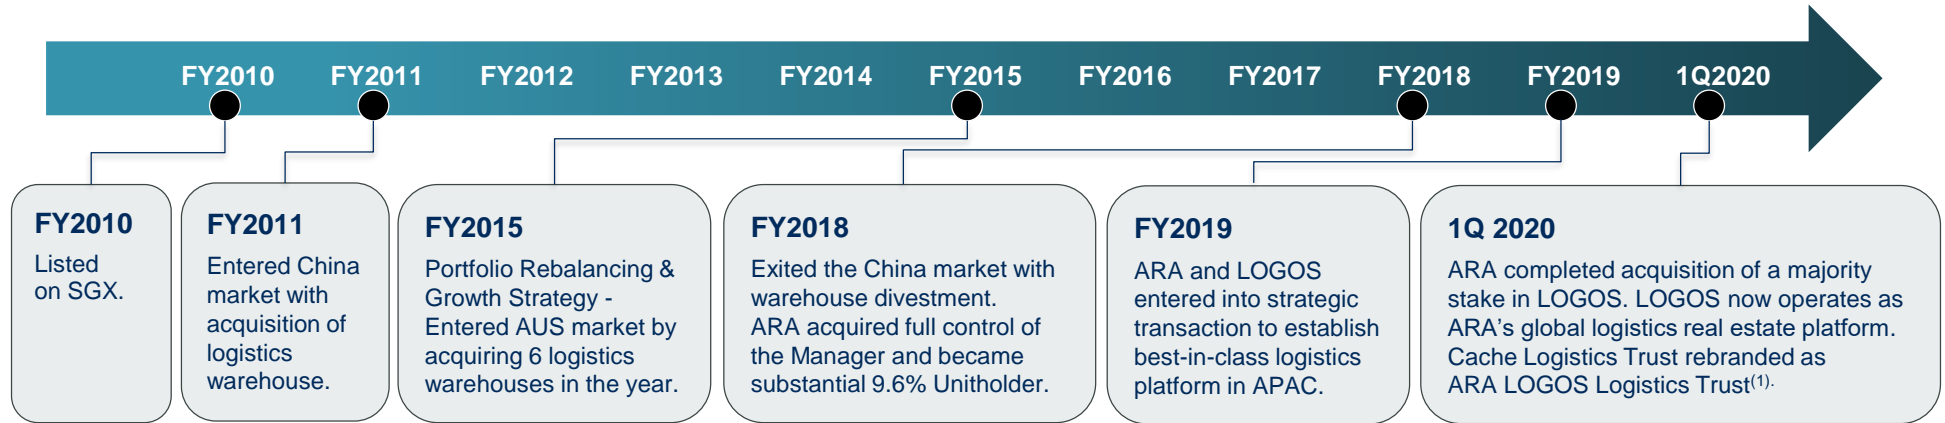 FY2010 FY2011 FY2012 FY2013 FY2014 FY2015 FY2016 FY2017 FY2018 FY2019 1Q2020
FY2010
Listed
on SGX.
FY2011
Entered China
market with
acquisition of
logistics
warehouse.
FY2015
Portfolio Rebalancing &
Growth Strategy -
Entered AUS market by
acquiring 6 logistics
warehouses in the year.
FY2018
Exited the China market with
warehouse divestment.
ARA acquired full control of
the Manager and became
substantial 9.6% Unitholder.
FY2019
ARA and LOGOS
entered into strategic
transaction to establish
best-in-class logistics
platform in APAC.
1Q 2020
ARA completed acquisition of a majority
stake in LOGOS. LOGOS now operates as
ARA’s global logistics real estate platform.
Cache Logistics Trust rebranded as
ARA LOGOS Logistics Trust(1).